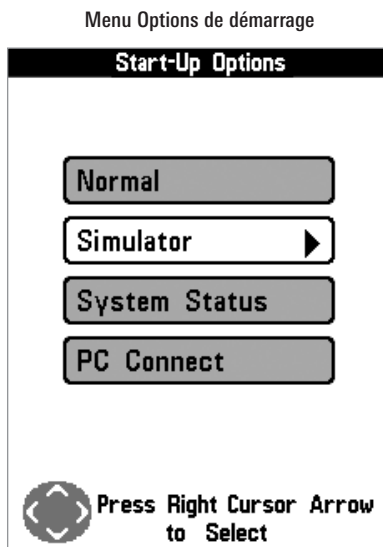 Menu Options de démarrage
Start-Up Options
Normal
Simulator
System Status
PC Connect
Press Right Cursor Arrow
to Select